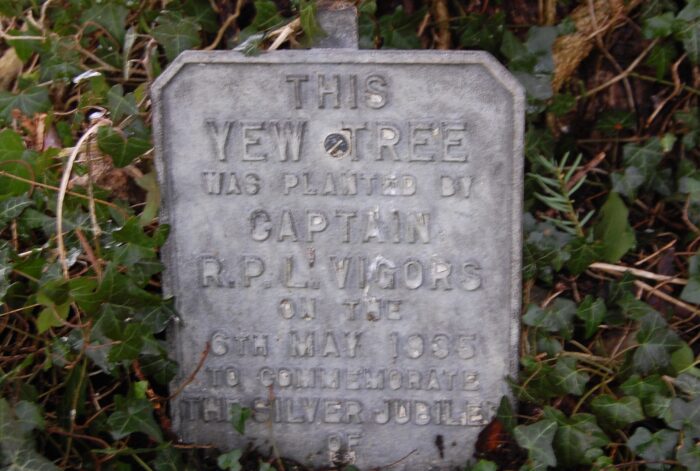 THIS
YEW TREE
WAS PLANTED BY
CAPTAIN
R.P.L. VIGORS
ON THE
6TH MAY 1935
TO COMMEMORATE
THE SILVER JUBILEE
OF